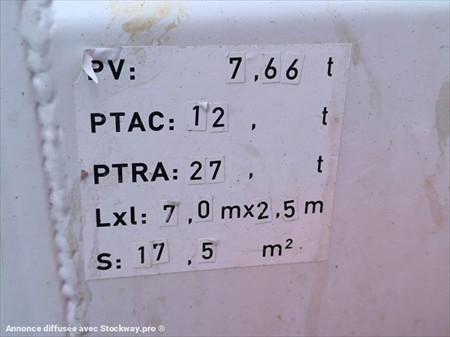 PV: 7,66 t
PTAC: 12, t
PTRA: 27, t
Lxl: 7,0 mx2,5 m
S: 17,5 m²
Annonce diffusée avec Stockway.pro ®